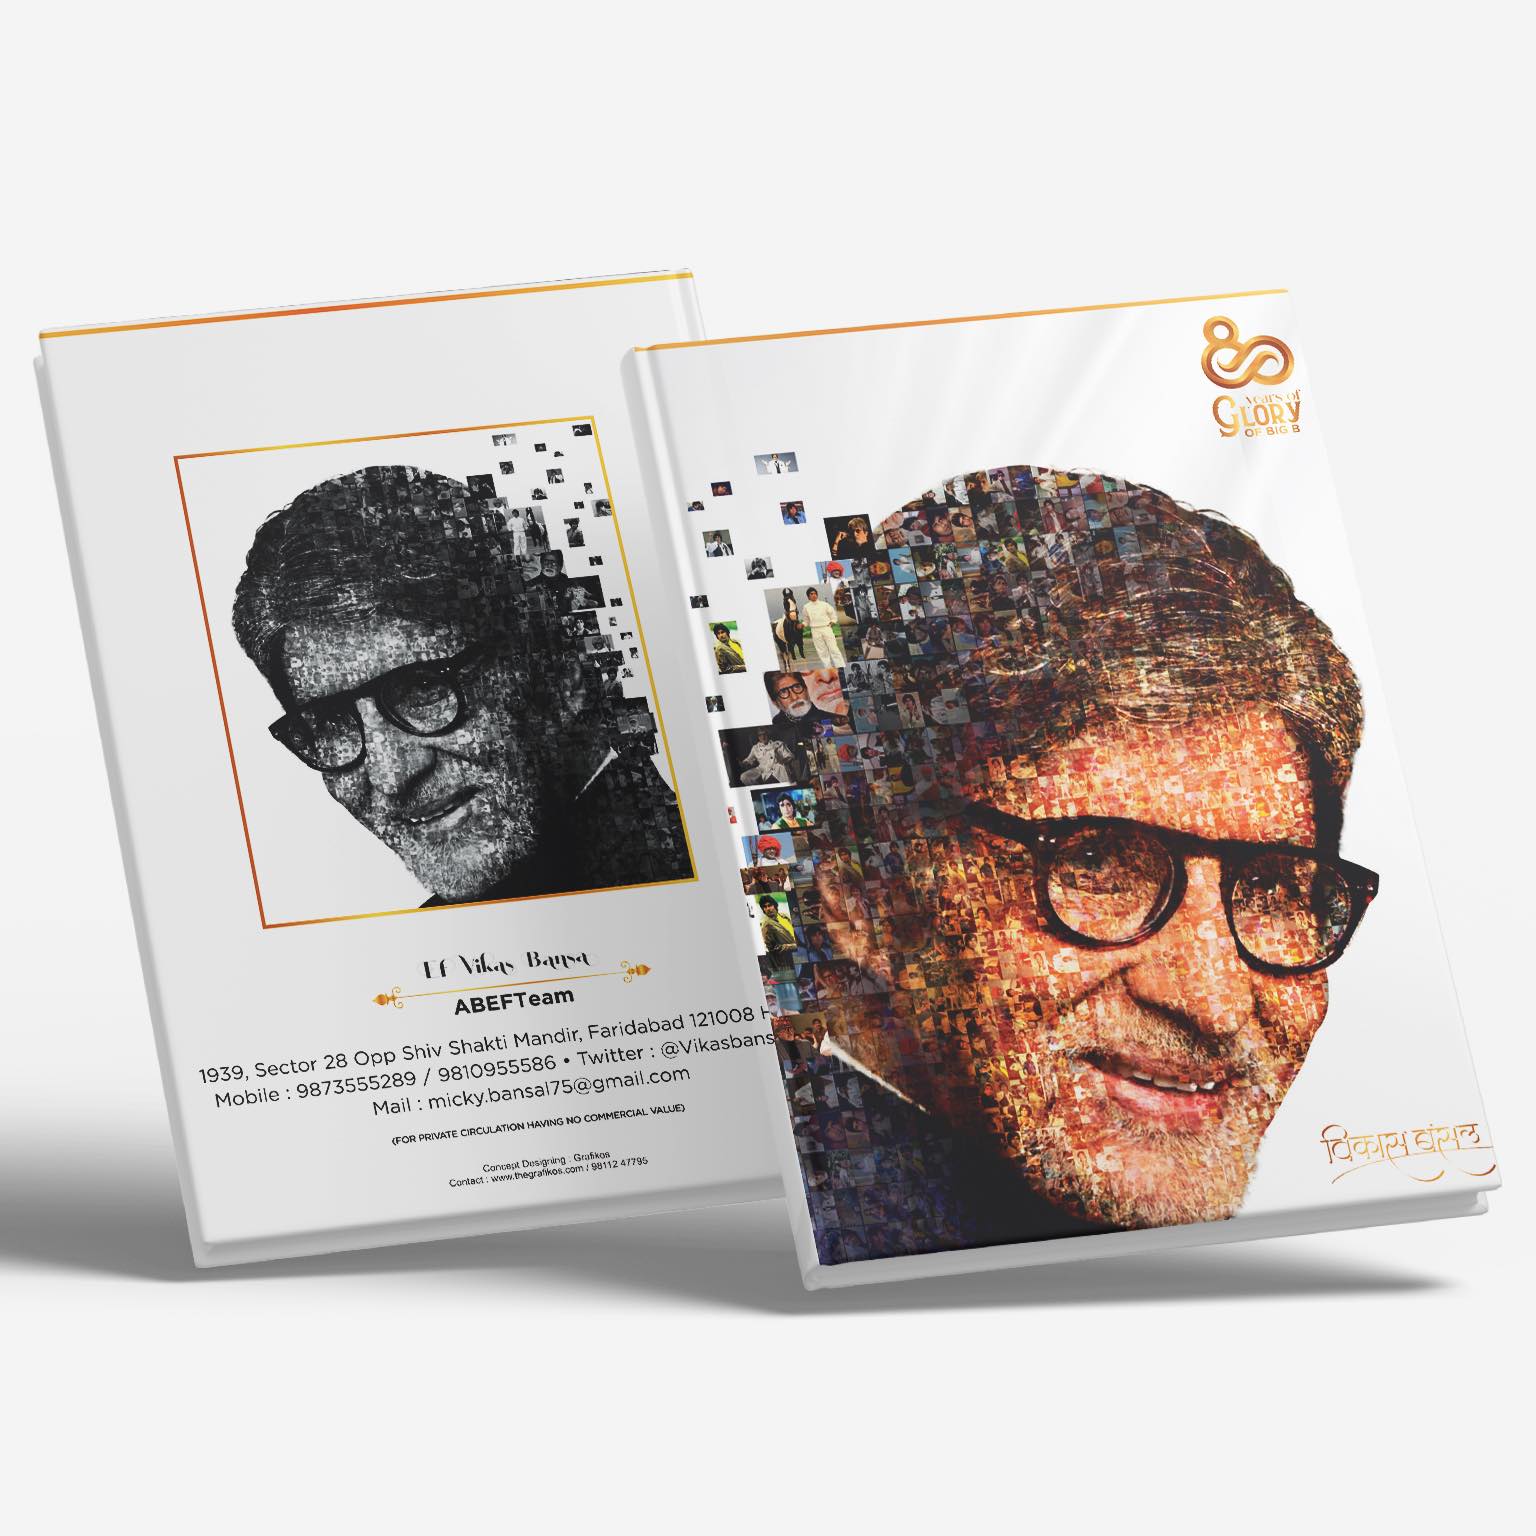 EF Vikas Bansa
ABEFTeam
1939, Sector 28 Opp Shiv Shakti Mandir, Faridabad 121008 H
Mobile : 9873555289 / 9810955586 • Twitter : @Vikasbans
Mail : micky.bansal75@gmail.com
(FOR PRIVATE CIRCULATION HAVING NO COMMERCIAL VALUE)
Concept Designing : Grafikos
Contact : www.thegrafikos.com / 98112 47795
80
Years of
GLORY
OF BIG B
विकास बंसल